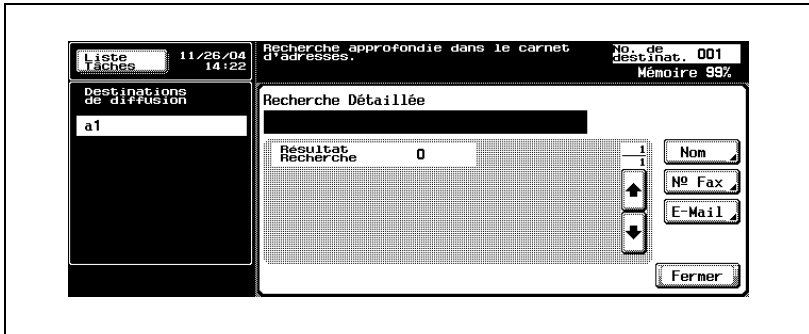 Liste
Tâches
11/26/04
14:22
Recherche approfondie dans le carnet
d'adresses.
No. de
destinat. 001
Mémoire 99%
Destinations
de diffusion
a1
Recherche Détaillée
Résultat
Recherche 0
1
1
Nom
Nº Fax
E-Mail
Fermer